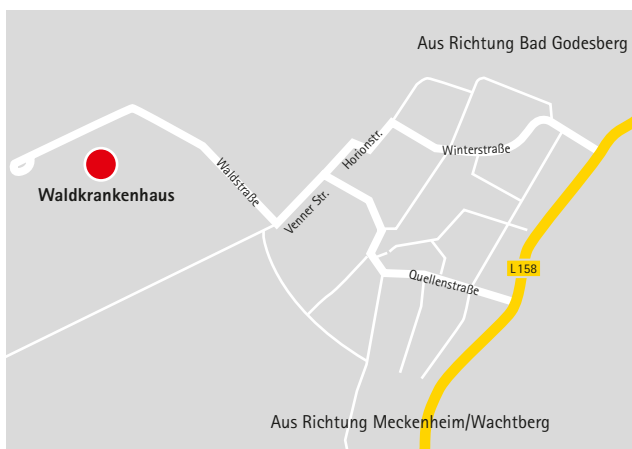 Aus Richtung Bad Godesberg
Horionstr.
Winterstraße
Waldstraße
Waldkrankenhaus
Venner Str.
L158
Quellenstraße
Aus Richtung Meckenheim/Wachtberg